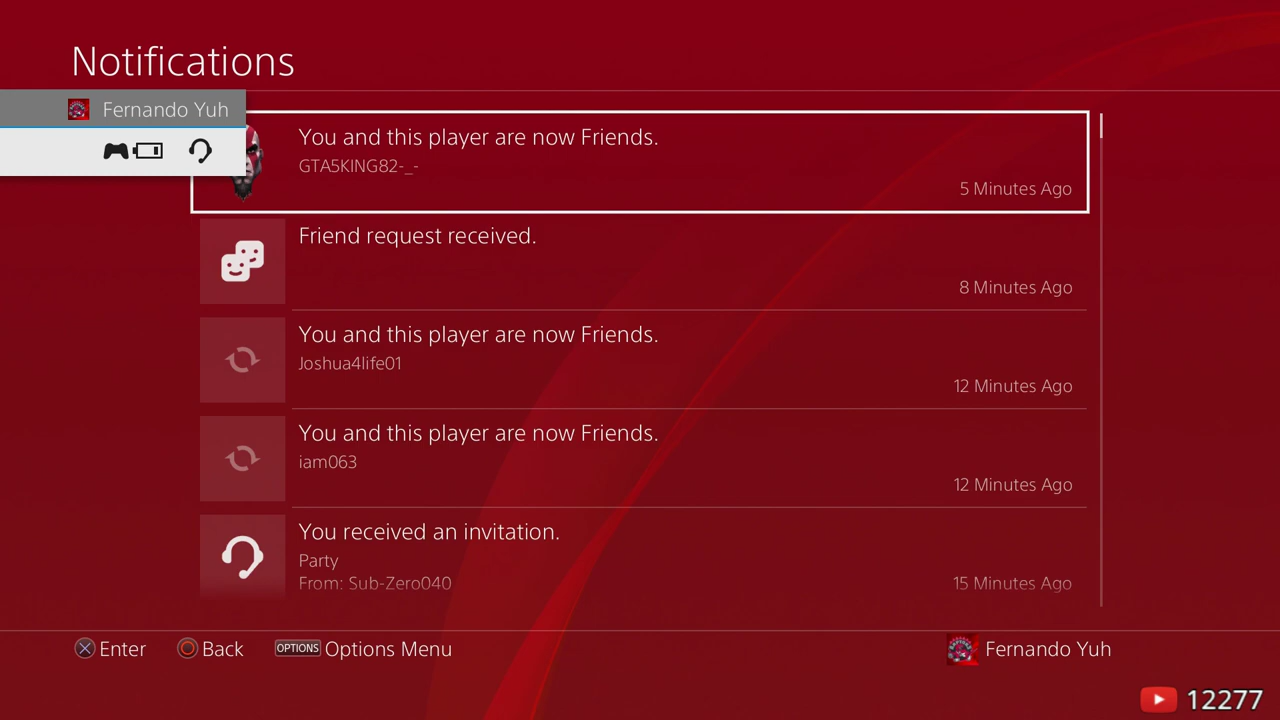 Notifications
Fernando Yuh
You and this player are now Friends.
GTA5KING82-_-
5 Minutes Ago
Friend request received.
8 Minutes Ago
You and this player are now Friends.
Joshua4life01
12 Minutes Ago
You and this player are now Friends.
iam063
12 Minutes Ago
You received an invitation.
Party
From: Sub-Zero040
15 Minutes Ago
Enter
Back
OPTIONS Options Menu
Fernando Yuh
12277